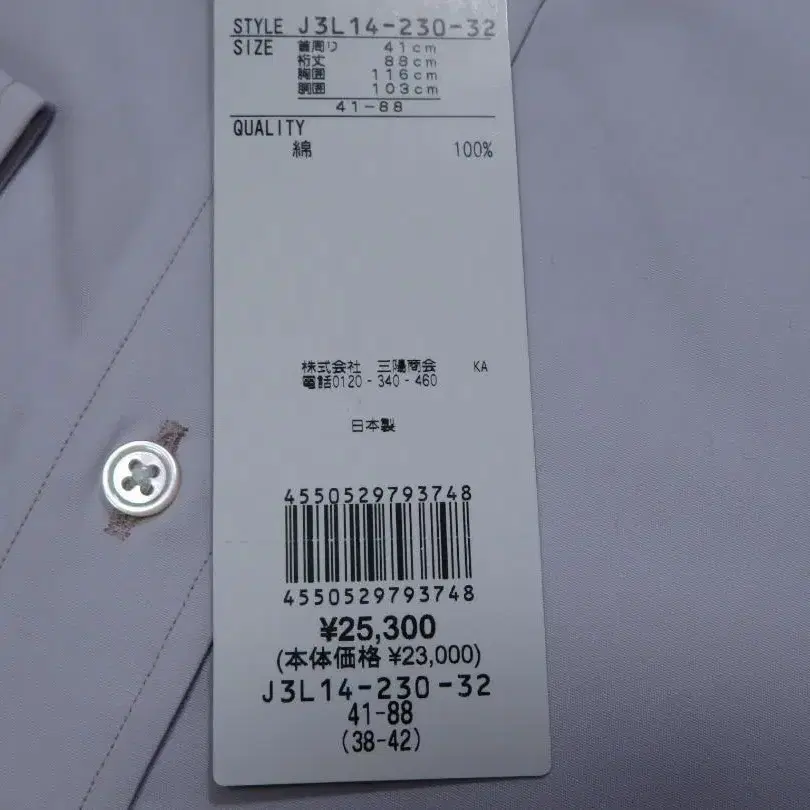 STYLE J3L14-230-32
SIZE 首周り 41cm
裄丈 88cm
胸囲 116cm
胴囲 103cm
41-88
QUALITY
綿 100%
株式会社 三陽商会 KA
電話0120-340-460
日本製
4550529793748
4550529793748
¥25,300
(本体価格 ¥23,000)
J3L14-230-32
41-88
(38-42)